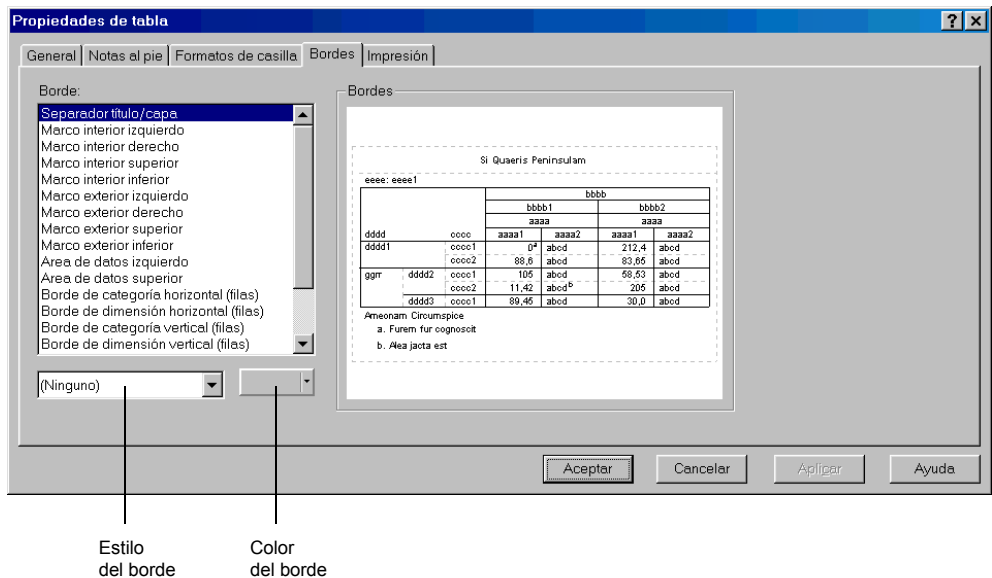 Propiedades de tabla
General Notas al pie Formatos de casilla Bordes Impresión
Borde:
Separador título/capa
Marco interior izquierdo
Marco interior derecho
Marco interior superior
Marco interior inferior
Marco exterior izquierdo
Marco exterior derecho
Marco exterior superior
Marco exterior inferior
Area de datos izquierdo
Area de datos superior
Borde de categoría horizontal (filas)
Borde de dimensión horizontal (filas)
Borde de categoría vertical (filas)
Borde de dimensión vertical (filas)
(Ninguno)
Bordes
Si Quaeris Peninsulam
eeee: eeee1
bbbb
bbbb1 bbbb2
aaaa aaaa
dddd cccc aaaa1 aaaa2 aaaa1 aaaa2
dddd1 cccc1 0a abcd 212,4 abcd
cccc2 88,6 abcd 83,65 abcd
ggrr dddd2 cccc1 105 abcd 58,53 abcd
cccc2 11,42 abcdb 205 abcd
dddd3 cccc1 89,45 abcd 30,0 abcd
Ameonam Circumspice
a. Furem fur cognoscit
b. Alea jacta est
Aceptar Cancelar Aplicar Ayuda
Estilo
del borde
Color
del borde